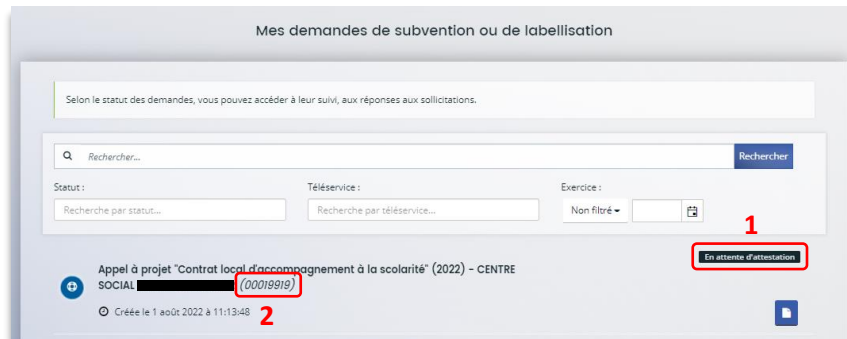 Mes demandes de subvention ou de labellisation
Selon le statut des demandes, vous pouvez accéder à leur suivi, aux réponses aux sollicitations.
Rechercher...
Rechercher
Statut :
Téléservice :
Exercice :
Recherche par statut...
Recherche par téléservice...
Non filtré
1
En attente d'attestation
Appel à projet "Contrat local d'accompagnement à la scolarité" (2022) - CENTRE
SOCIAL (00019919)
Créée le 1 août 2022 à 11:13:48
2